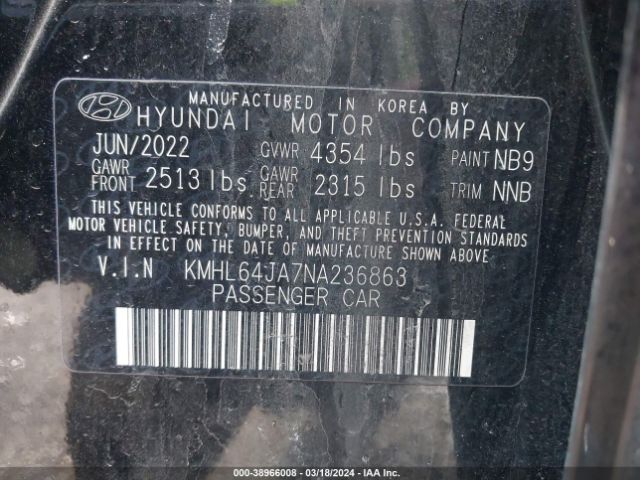 MANUFACTURED IN KOREA BY
HYUNDAI MOTOR COMPANY
JUN/2022 GVWR 4354 lbs PAINT NB9
GAWR FRONT 2513 lbs GAWR REAR 2315 lbs TRIM NNB
THIS VEHICLE CONFORMS TO ALL APPLICABLE U.S.A. FEDERAL
MOTOR VEHICLE SAFETY, BUMPER, AND THEFT PREVENTION STANDARDS
IN EFFECT ON THE DATE OF MANUFACTURE SHOWN ABOVE.
V.I.N KMHL64JA7NA236863
PASSENGER CAR
COPART: 38966008 - 03/18/2024 - IAA Inc.